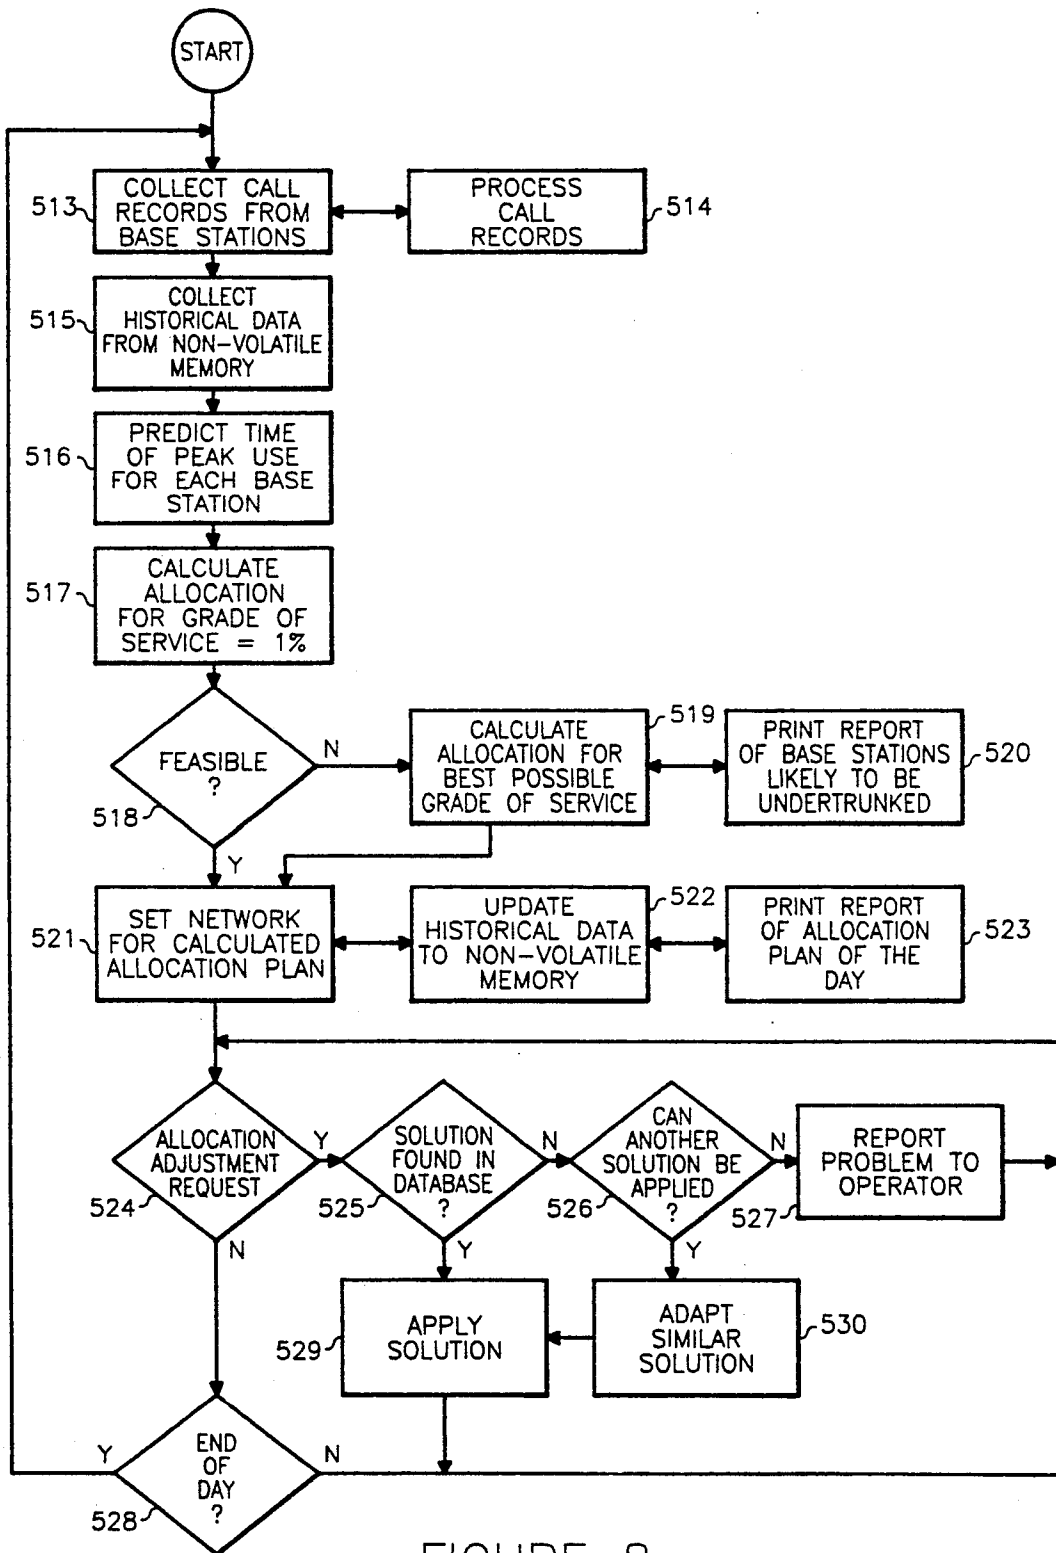 START
513
COLLECT CALL
RECORDS FROM
BASE STATIONS
PROCESS
CALL
RECORDS
514
515
COLLECT
HISTORICAL DATA
FROM NON-VOLATILE
MEMORY
516
PREDICT TIME
OF PEAK USE
FOR EACH BASE
STATION
517
CALCULATE
ALLOCATION
FOR GRADE OF
SERVICE = 1%
FEASIBLE
?
518
N
Y
CALCULATE
ALLOCATION FOR
BEST POSSIBLE
GRADE OF SERVICE
519
PRINT REPORT
OF BASE STATIONS
LIKELY TO BE
UNDERTRUNKED
520
521
SET NETWORK
FOR CALCULATED
ALLOCATION PLAN
UPDATE
HISTORICAL DATA
TO NON-VOLATILE
MEMORY
522
PRINT REPORT
OF ALLOCATION
PLAN OF THE
DAY
523
ALLOCATION
ADJUSTMENT
REQUEST
524
Y
N
SOLUTION
FOUND IN
DATABASE
?
525
N
Y
CAN
ANOTHER
SOLUTION BE
APPLIED
?
526
N
Y
REPORT
PROBLEM TO
OPERATOR
527
529
APPLY
SOLUTION
ADAPT
SIMILAR
SOLUTION
530
Y
END
OF
DAY
?
N
528